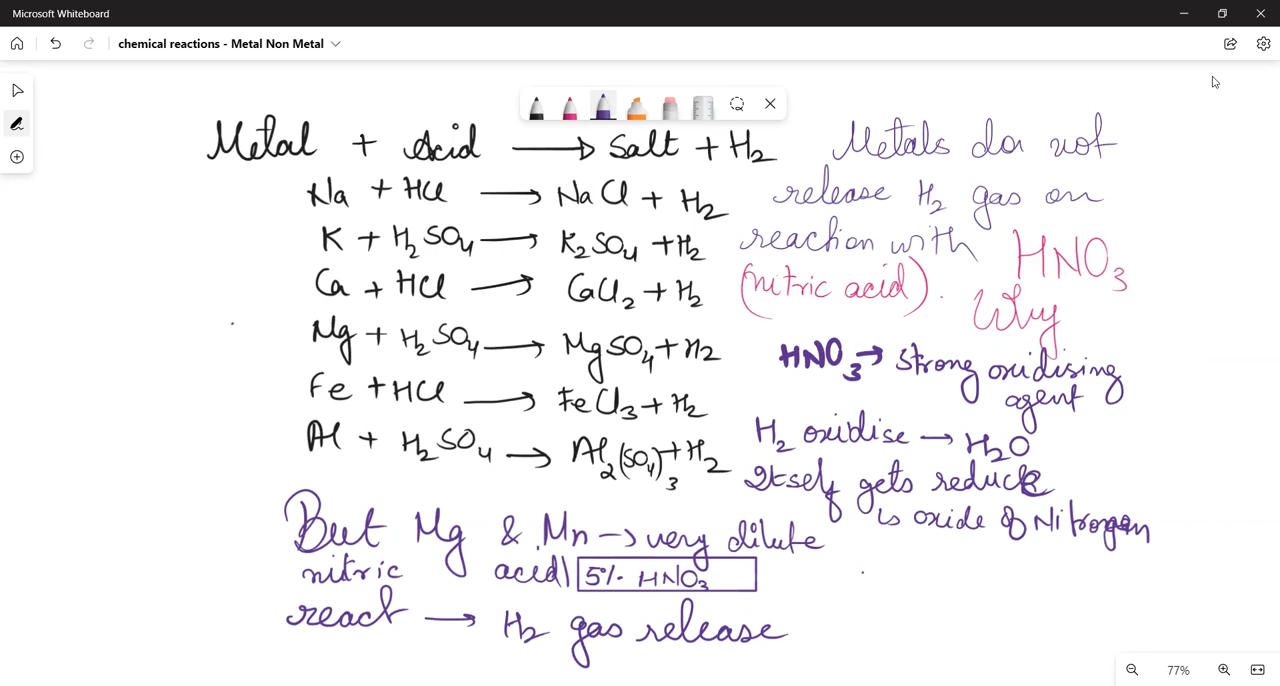 Microsoft Whiteboard
chemical reactions - Metal Non Metal
Metal + Acid → Salt + H₂
Na + HCl → NaCl + H₂
K + H₂SO₄ → K₂SO₄ + H₂
Ca + HCl → CaCl₂ + H₂
Mg + H₂SO₄ → MgSO₄ + H₂
Fe + HCl → FeCl₃ + H₂
Al + H₂SO₄ → Al₂(SO₄)₃ + H₂
But Mg & Mn → very dilute
nitric acid 5% HNO₃
react → H₂ gas release
Metals do not
release H₂ gas on
reaction with HNO₃
(nitric acid). Why
HNO₃ → Strong oxidising
agent
H₂ oxidise → H₂O
Itself gets reduce
is oxide of Nitrogen
77%